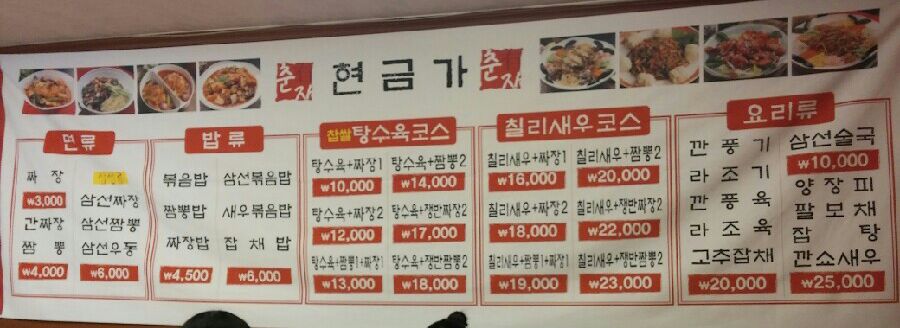 춘자 현금가 춘자
면류
짜장
₩3,000
간짜장
짬뽕
₩4,000
삼선짜장
삼선짬뽕
삼선우동
₩6,000
밥류
볶음밥
짬뽕밥
짜장밥
₩4,500
삼선볶음밥
새우볶음밥
잡채밥
₩6,000
찹쌀탕수육코스
탕수육+짜장1 탕수육+짬뽕2
₩10,000 ₩14,000
탕수육+짜장2 탕수육+쟁반짜장2
₩12,000 ₩17,000
탕수육+짬뽕1+짜장1 탕수육+쟁반짬뽕2
₩13,000 ₩18,000
칠리새우코스
칠리새우+짜장1 칠리새우+짬뽕2
₩16,000 ₩20,000
칠리새우+짜장2 칠리새우+쟁반짜장2
₩18,000 ₩22,000
칠리새우+짬뽕1+짜장1 칠리새우+쟁반짬뽕2
₩19,000 ₩23,000
요리류
깐풍기
라조기
깐풍육
라조육
고추잡채
₩20,000
삼선술국
₩10,000
양장피
팔모채
잡탕
깐쇼새우
₩25,000